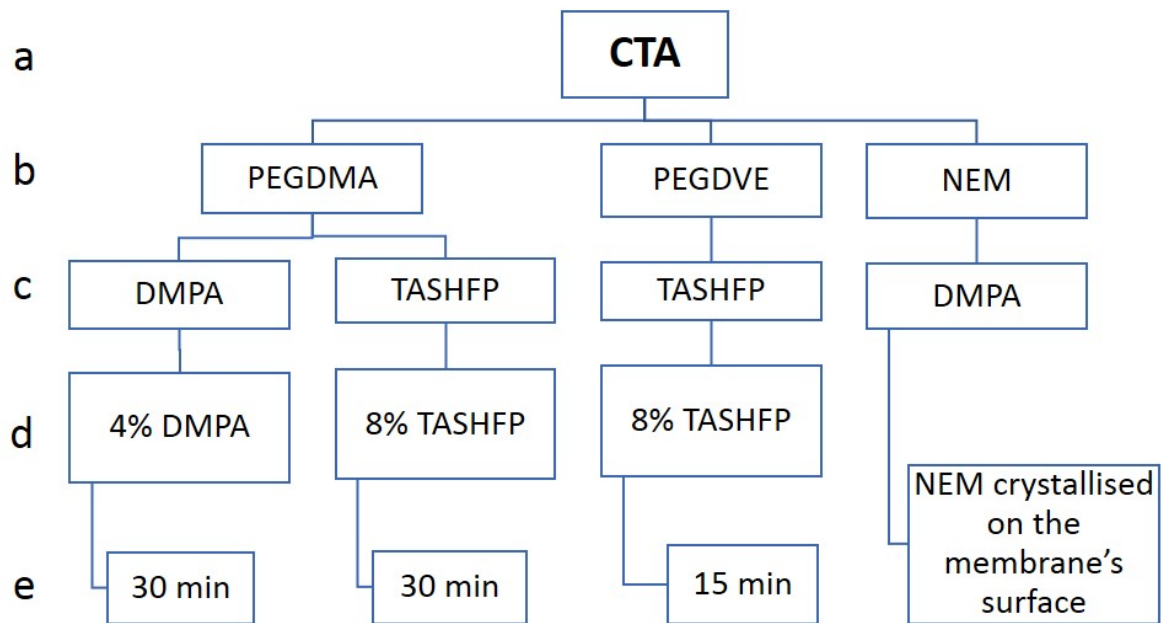 a
CTA
b
PEGDMA
PEGDVE
NEM
c
DMPA
TASHFP
TASHFP
DMPA
d
4% DMPA
8% TASHFP
8% TASHFP
e
30 min
30 min
15 min
NEM crystallised
on the
membrane’s
surface